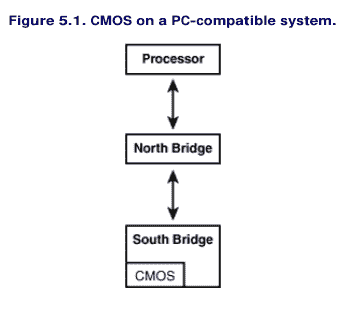 Figure 5.1. CMOS on a PC-compatible system.
Processor
North Bridge
South Bridge
CMOS